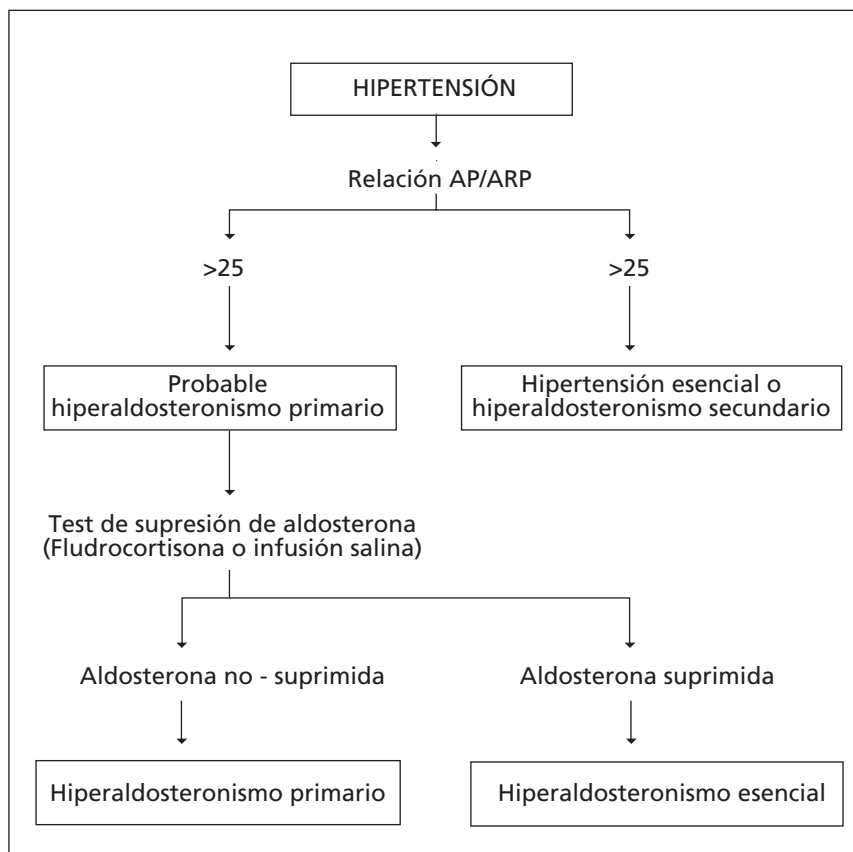 HIPERTENSIÓN
Relación AP/ARP
>25
>25
Probable
hiperaldosteronismo primario
Hipertensión esencial o
hiperaldosteronismo secundario
Test de supresión de aldosterona
(Fludrocortisona o infusión salina)
Aldosterona no - suprimida
Aldosterona suprimida
Hiperaldosteronismo primario
Hiperaldosteronismo esencial